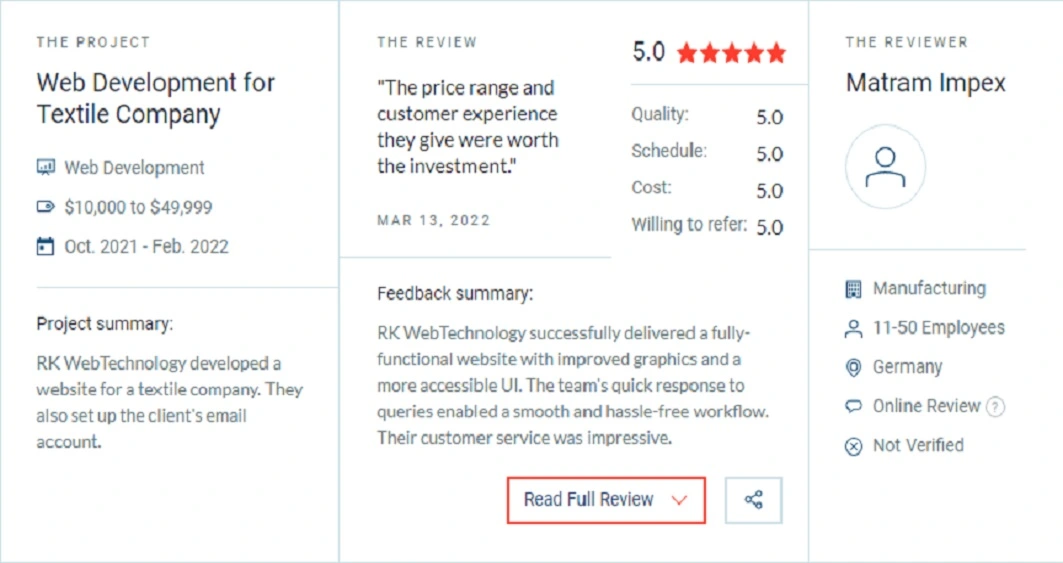 THE PROJECT
Web Development for
Textile Company
Web Development
$10,000 to $49,999
Oct. 2021 - Feb. 2022
Project summary:
RK WebTechnology developed a
website for a textile company. They
also set up the client's email
account.
THE REVIEW
"The price range and
customer experience
they give were worth
the investment."
MAR 13, 2022
5.0
Quality: 5.0
Schedule: 5.0
Cost: 5.0
Willing to refer: 5.0
Feedback summary:
RK WebTechnology successfully delivered a fully-
functional website with improved graphics and a
more accessible UI. The team's quick response to
queries enabled a smooth and hassle-free workflow.
Their customer service was impressive.
Read Full Review
THE REVIEWER
Matram Impex
Manufacturing
11-50 Employees
Germany
Online Review ?
Not Verified